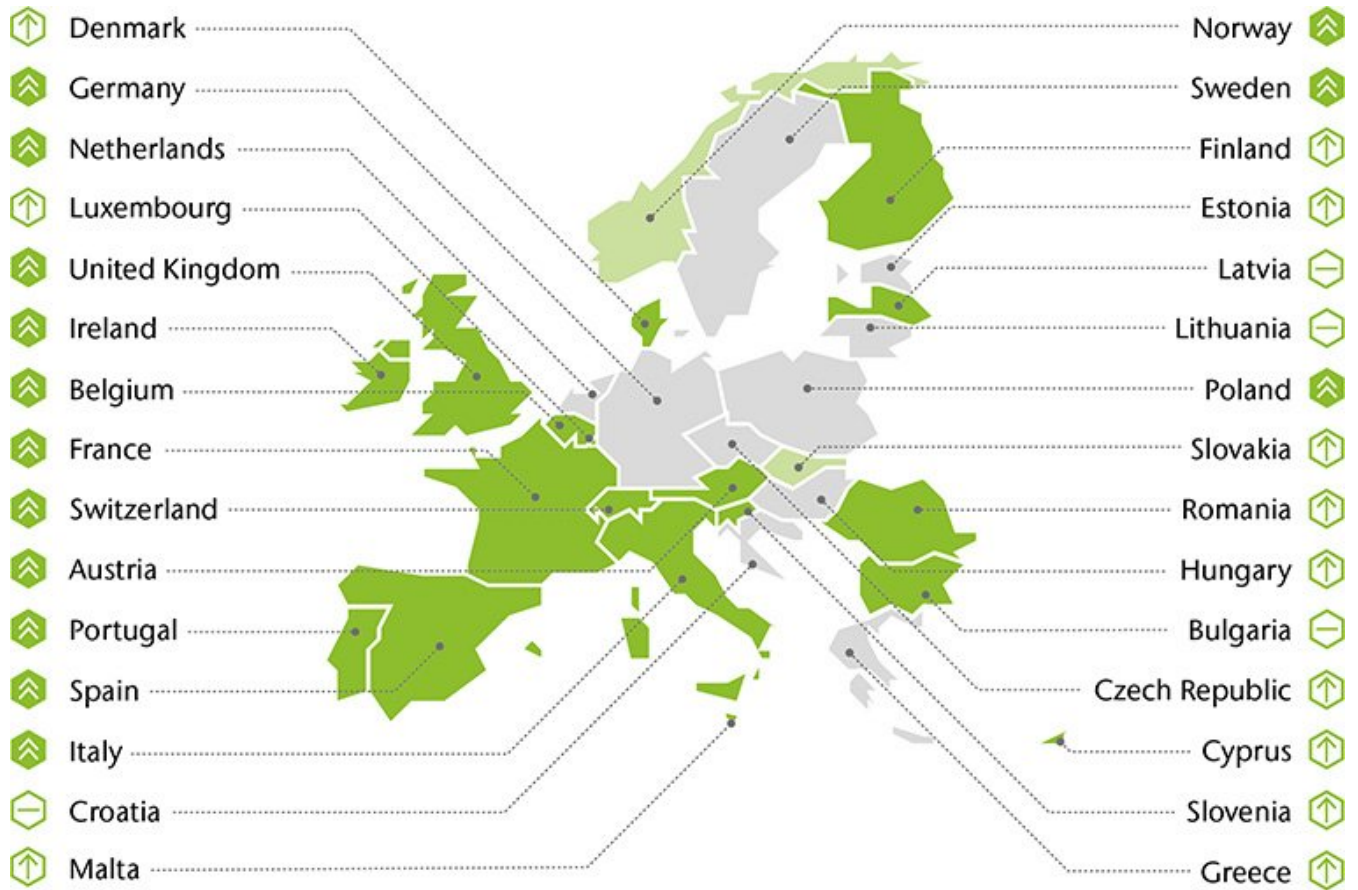 Denmark
Germany
Netherlands
Luxembourg
United Kingdom
Ireland
Belgium
France
Switzerland
Austria
Portugal
Spain
Italy
Croatia
Malta
Norway
Sweden
Finland
Estonia
Latvia
Lithuania
Poland
Slovakia
Romania
Hungary
Bulgaria
Czech Republic
Cyprus
Slovenia
Greece